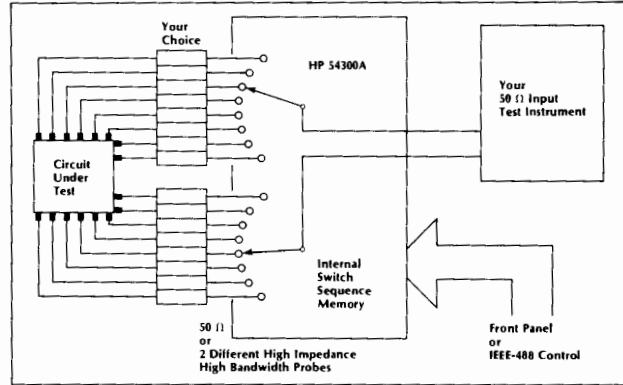 Your
Choice
HP 54300A
Your
50 Ω Input
Test Instrument
Circuit
Under
Test
Internal
Switch
Sequence
Memory
50 Ω
or
2 Different High Impedance
High Bandwidth Probes
Front Panel
or
IEEE-488 Control